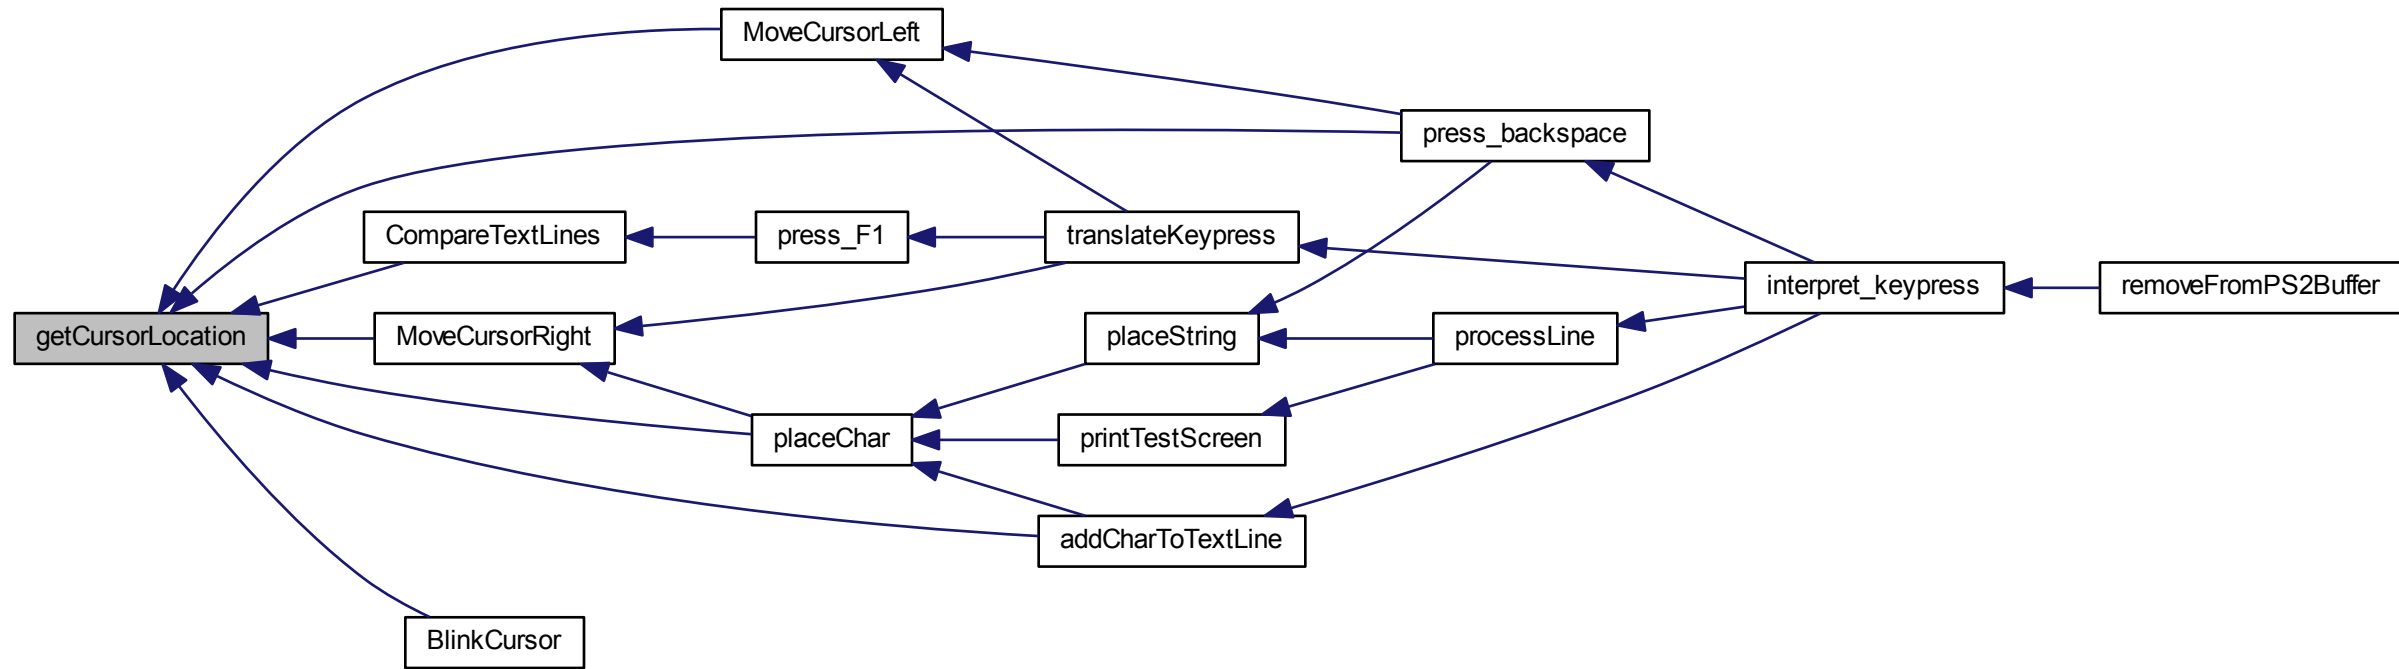 MoveCursorLeft
press_backspace
CompareTextLines
press_F1
translateKeypress
interpret_keypress
removeFromPS2Buffer
getCursorLocation
MoveCursorRight
placeString
processLine
placeChar
printTestScreen
addCharToTextLine
BlinkCursor